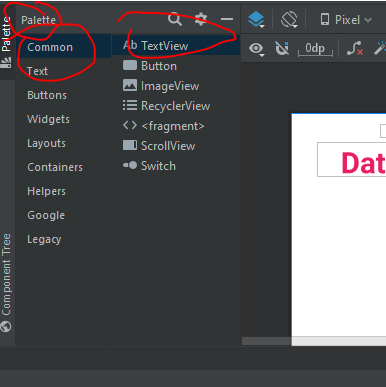 Palette
Palette
Common
Text
Buttons
Widgets
Layouts
Containers
Helpers
Google
Legacy
Ab TextView
Button
ImageView
RecyclerView
<fragment>
ScrollView
Switch
Pixel
0dp
Dat
Component Tree